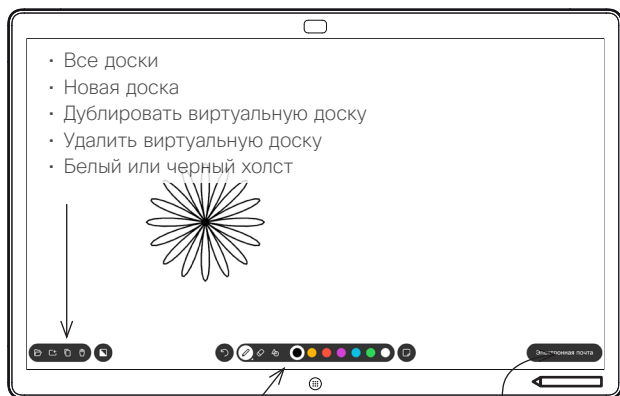 · Все доски
· Новая доска
· Дублировать виртуальную доску
· Удалить виртуальную доску
· Белый или черный холст
Электронная почта